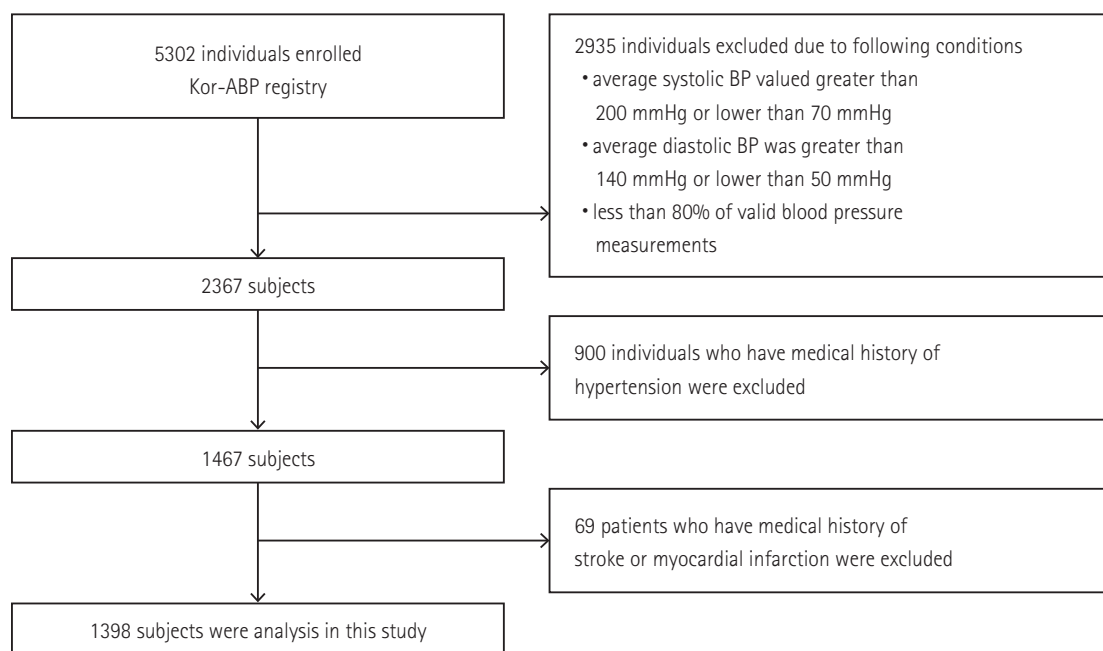 5302 individuals enrolled
Kor-ABP registry
2935 individuals excluded due to following conditions
• average systolic BP valued greater than
200 mmHg or lower than 70 mmHg
• average diastolic BP was greater than
140 mmHg or lower than 50 mmHg
• less than 80% of valid blood pressure
measurements
2367 subjects
900 individuals who have medical history of
hypertension were excluded
1467 subjects
69 patients who have medical history of
stroke or myocardial infarction were excluded
1398 subjects were analysis in this study